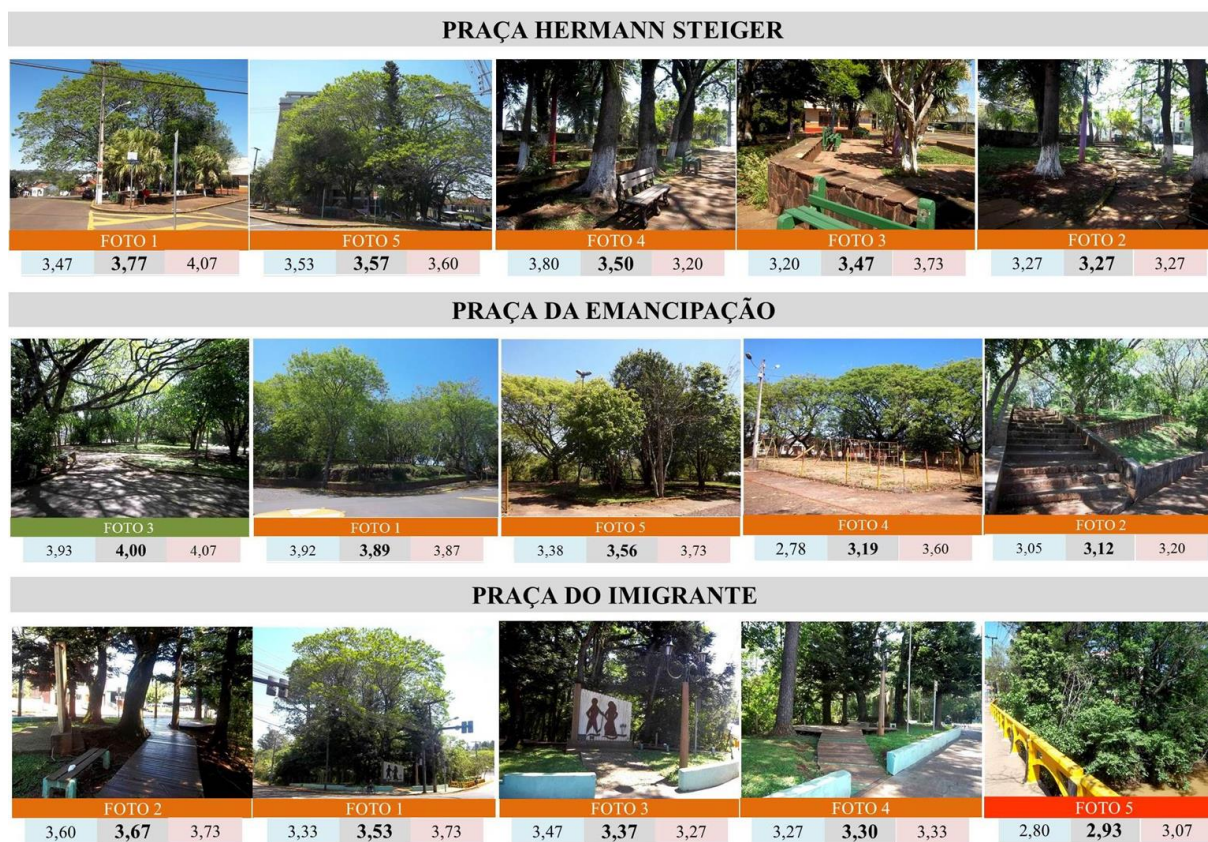 PRAÇA HERMANN STEIGER
FOTO 1 FOTO 5 FOTO 4 FOTO 3 FOTO 2
3,47 3,77 4,07 3,53 3,57 3,60 3,80 3,50 3,20 3,20 3,47 3,73 3,27 3,27 3,27
PRAÇA DA EMANCIPAÇÃO
FOTO 3 FOTO 1 FOTO 5 FOTO 4 FOTO 2
3,93 4,00 4,07 3,92 3,89 3,87 3,38 3,56 3,73 2,78 3,19 3,60 3,05 3,12 3,20
PRAÇA DO IMIGRANTE
FOTO 2 FOTO 1 FOTO 3 FOTO 4 FOTO 5
3,60 3,67 3,73 3,33 3,53 3,73 3,47 3,37 3,27 3,27 3,30 3,33 2,80 2,93 3,07